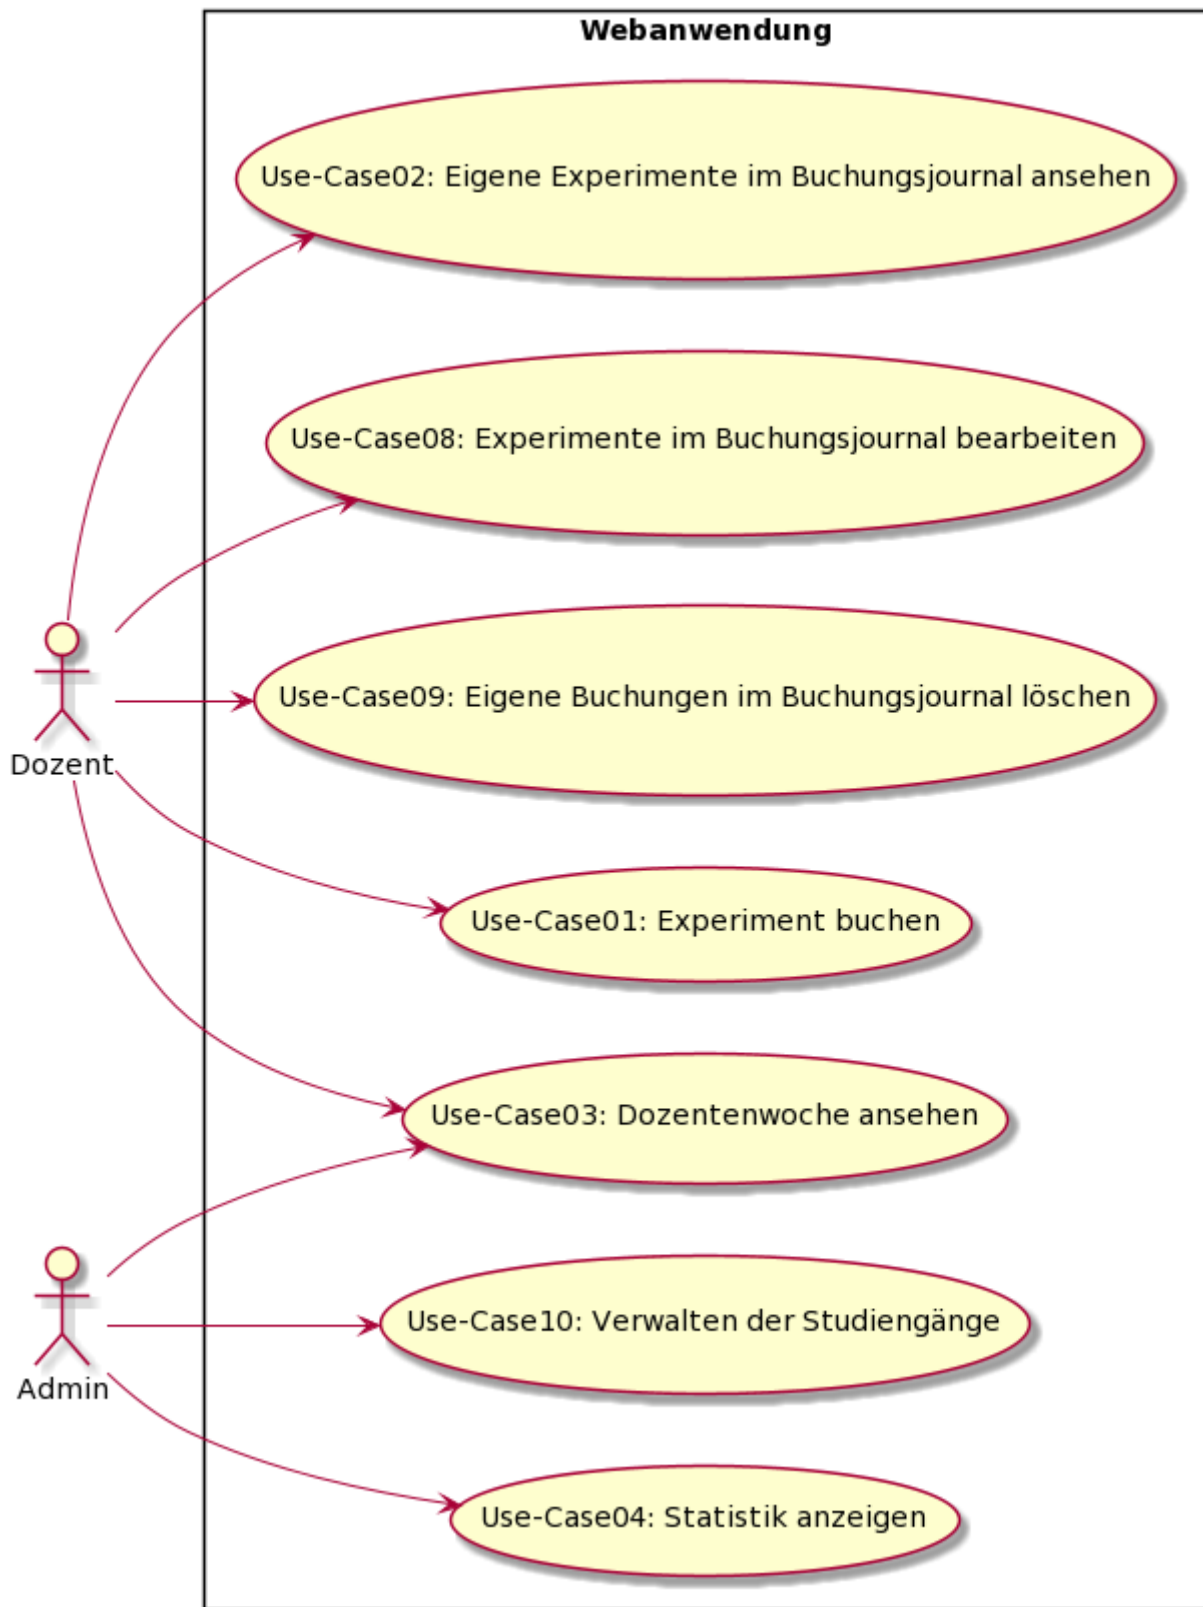 Webanwendung
Use-Case02: Eigene Experimente im Buchungsjournal ansehen
Use-Case08: Experimente im Buchungsjournal bearbeiten
Use-Case09: Eigene Buchungen im Buchungsjournal löschen
Dozent
Use-Case01: Experiment buchen
Use-Case03: Dozentenwoche ansehen
Use-Case10: Verwalten der Studiengänge
Admin
Use-Case04: Statistik anzeigen